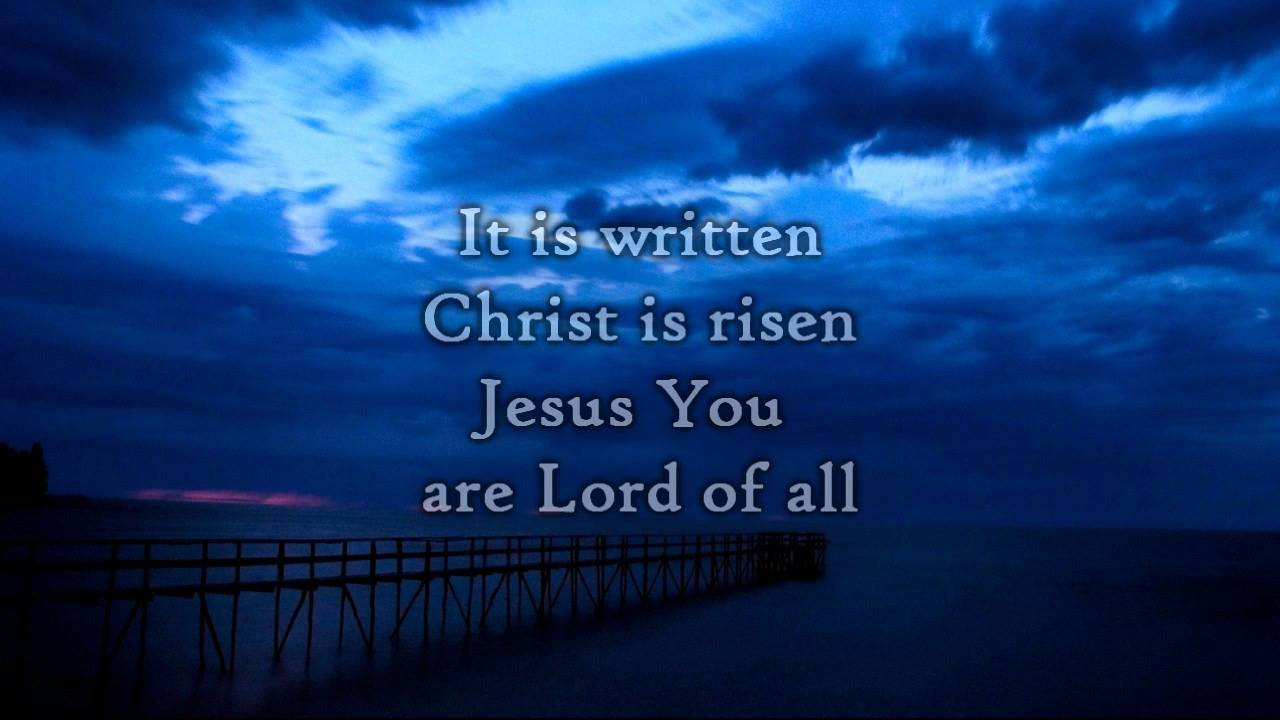 It is written
Christ is risen
Jesus You
are Lord of all